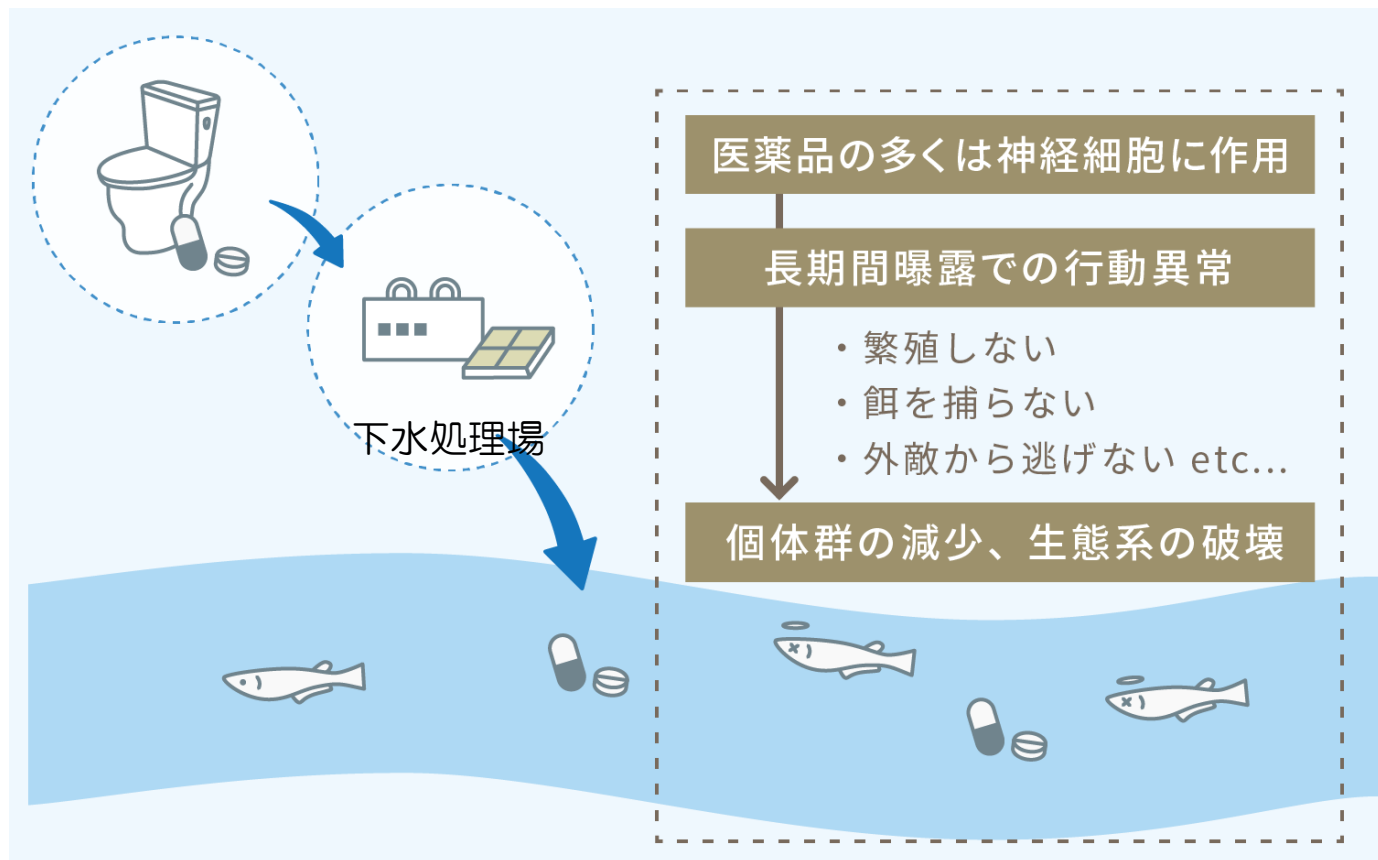 下水処理場
医薬品の多くは神経細胞に作用
長期間曝露での行動異常
・繁殖しない
・餌を捕らない
・外敵から逃げない etc...
個体群の減少、生態系の破壊